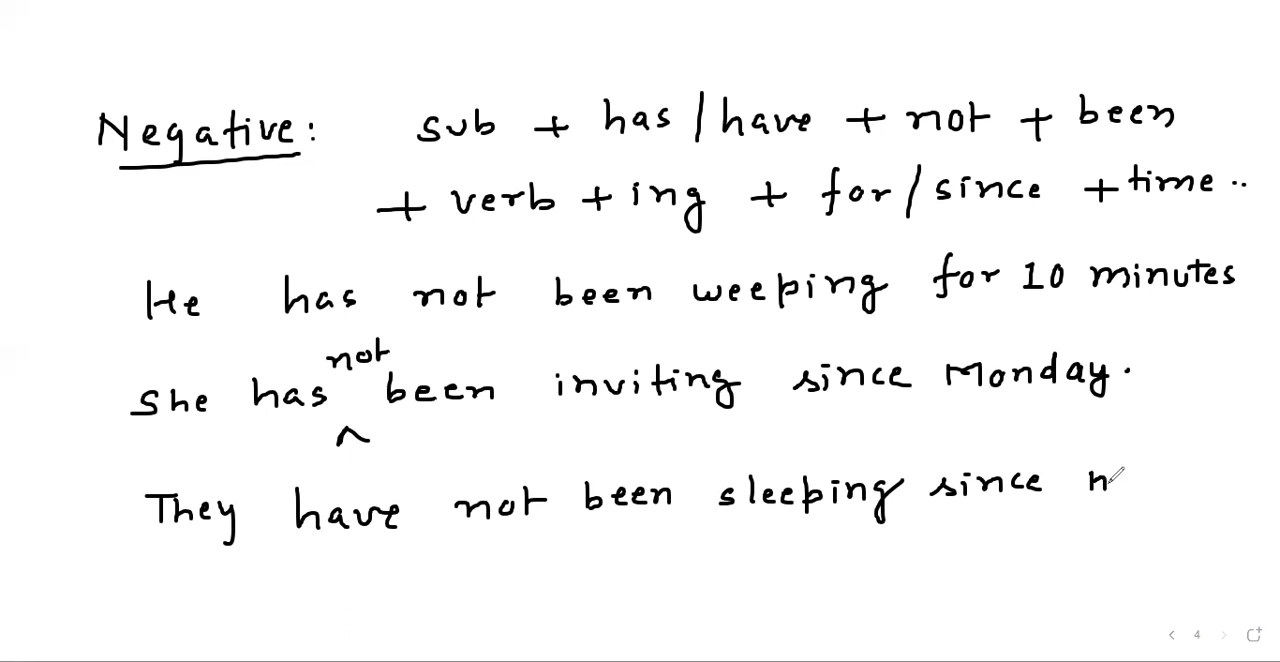 Negative: sub + has/have + not + been
+ verb + ing + for/since + time ..
He has not been weeping for 10 minutes
She has not been inviting since Monday.
They have not been sleeping since
4